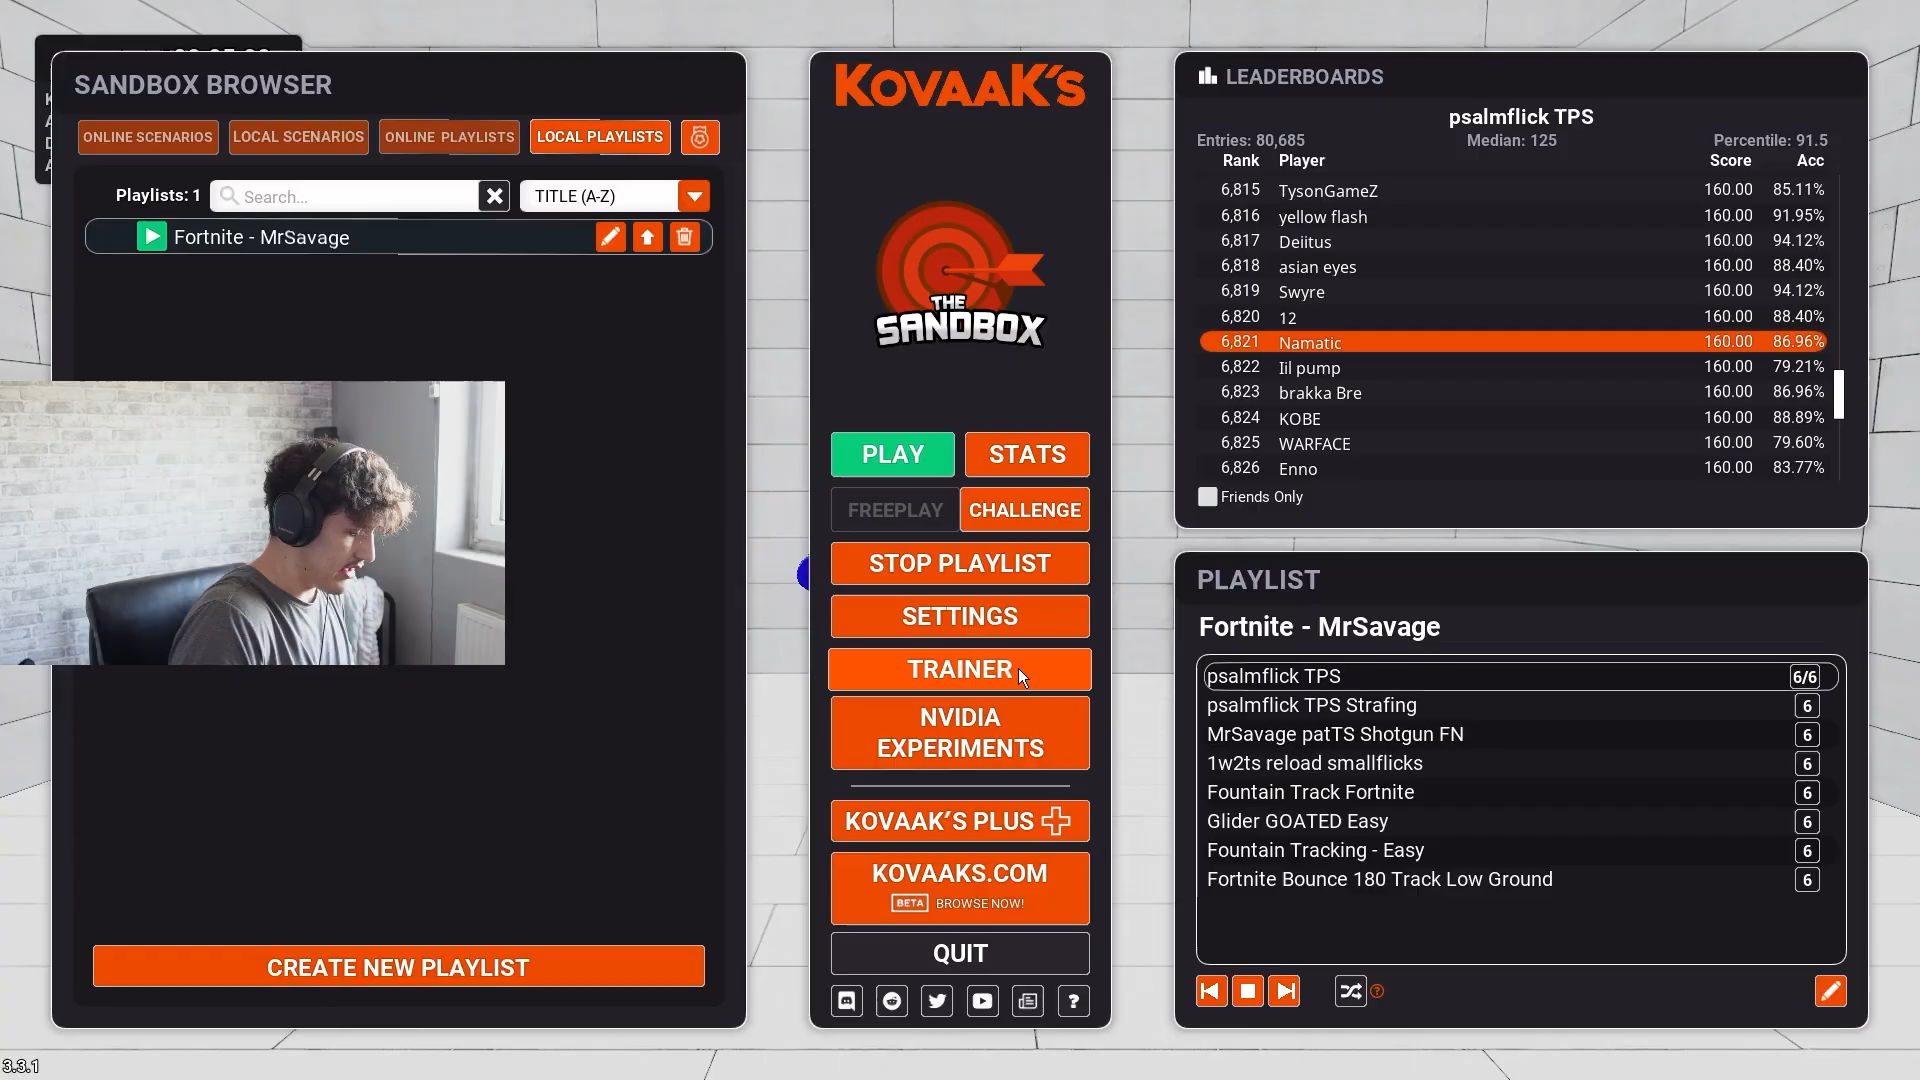 SANDBOX BROWSER
ONLINE SCENARIOS LOCAL SCENARIOS ONLINE PLAYLISTS LOCAL PLAYLISTS
Playlists: 1 Search... TITLE (A-Z)
Fortnite - MrSavage
CREATE NEW PLAYLIST
3.3.1
KOVAAK'S
THE
SANDBOX
PLAY STATS
FREEPLAY CHALLENGE
STOP PLAYLIST
SETTINGS
TRAINER
NVIDIA
EXPERIMENTS
KOVAAK'S PLUS
KOVAAKS.COM
BETA BROWSE NOW!
QUIT
?
LEADERBOARDS
psalmflick TPS
Entries: 80,685 Median: 125 Percentile: 91.5
Rank Player Score Acc
6,815 TysonGameZ 160.00 85.11%
6,816 yellow flash 160.00 91.95%
6,817 Deiitus 160.00 94.12%
6,818 asian eyes 160.00 88.40%
6,819 Swyre 160.00 94.12%
6,820 12 160.00 88.40%
6,821 Namatic 160.00 86.96%
6,822 Iil pump 160.00 79.21%
6,823 brakka Bre 160.00 86.96%
6,824 KOBE 160.00 88.89%
6,825 WARFACE 160.00 79.60%
6,826 Enno 160.00 83.77%
Friends Only
PLAYLIST
Fortnite - MrSavage
psalmflick TPS 6/6
psalmflick TPS Strafing 6
MrSavage patTS Shotgun FN 6
1w2ts reload smallflicks 6
Fountain Track Fortnite 6
Glider GOATED Easy 6
Fountain Tracking - Easy 6
Fortnite Bounce 180 Track Low Ground 6
?